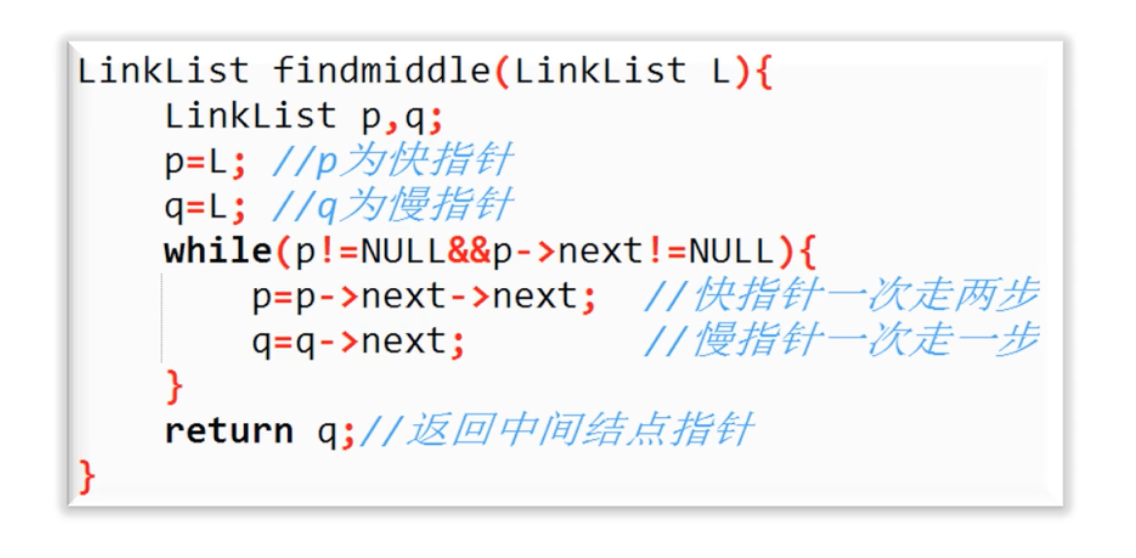 LinkList findmiddle(LinkList L){
    LinkList p,q;
    p=L; //p为快指针
    q=L; //q为慢指针
    while(p!=NULL&&p->next!=NULL){
        p=p->next->next;  //快指针一次走两步
        q=q->next;        //慢指针一次走一步
    }
    return q;//返回中间结点指针
}